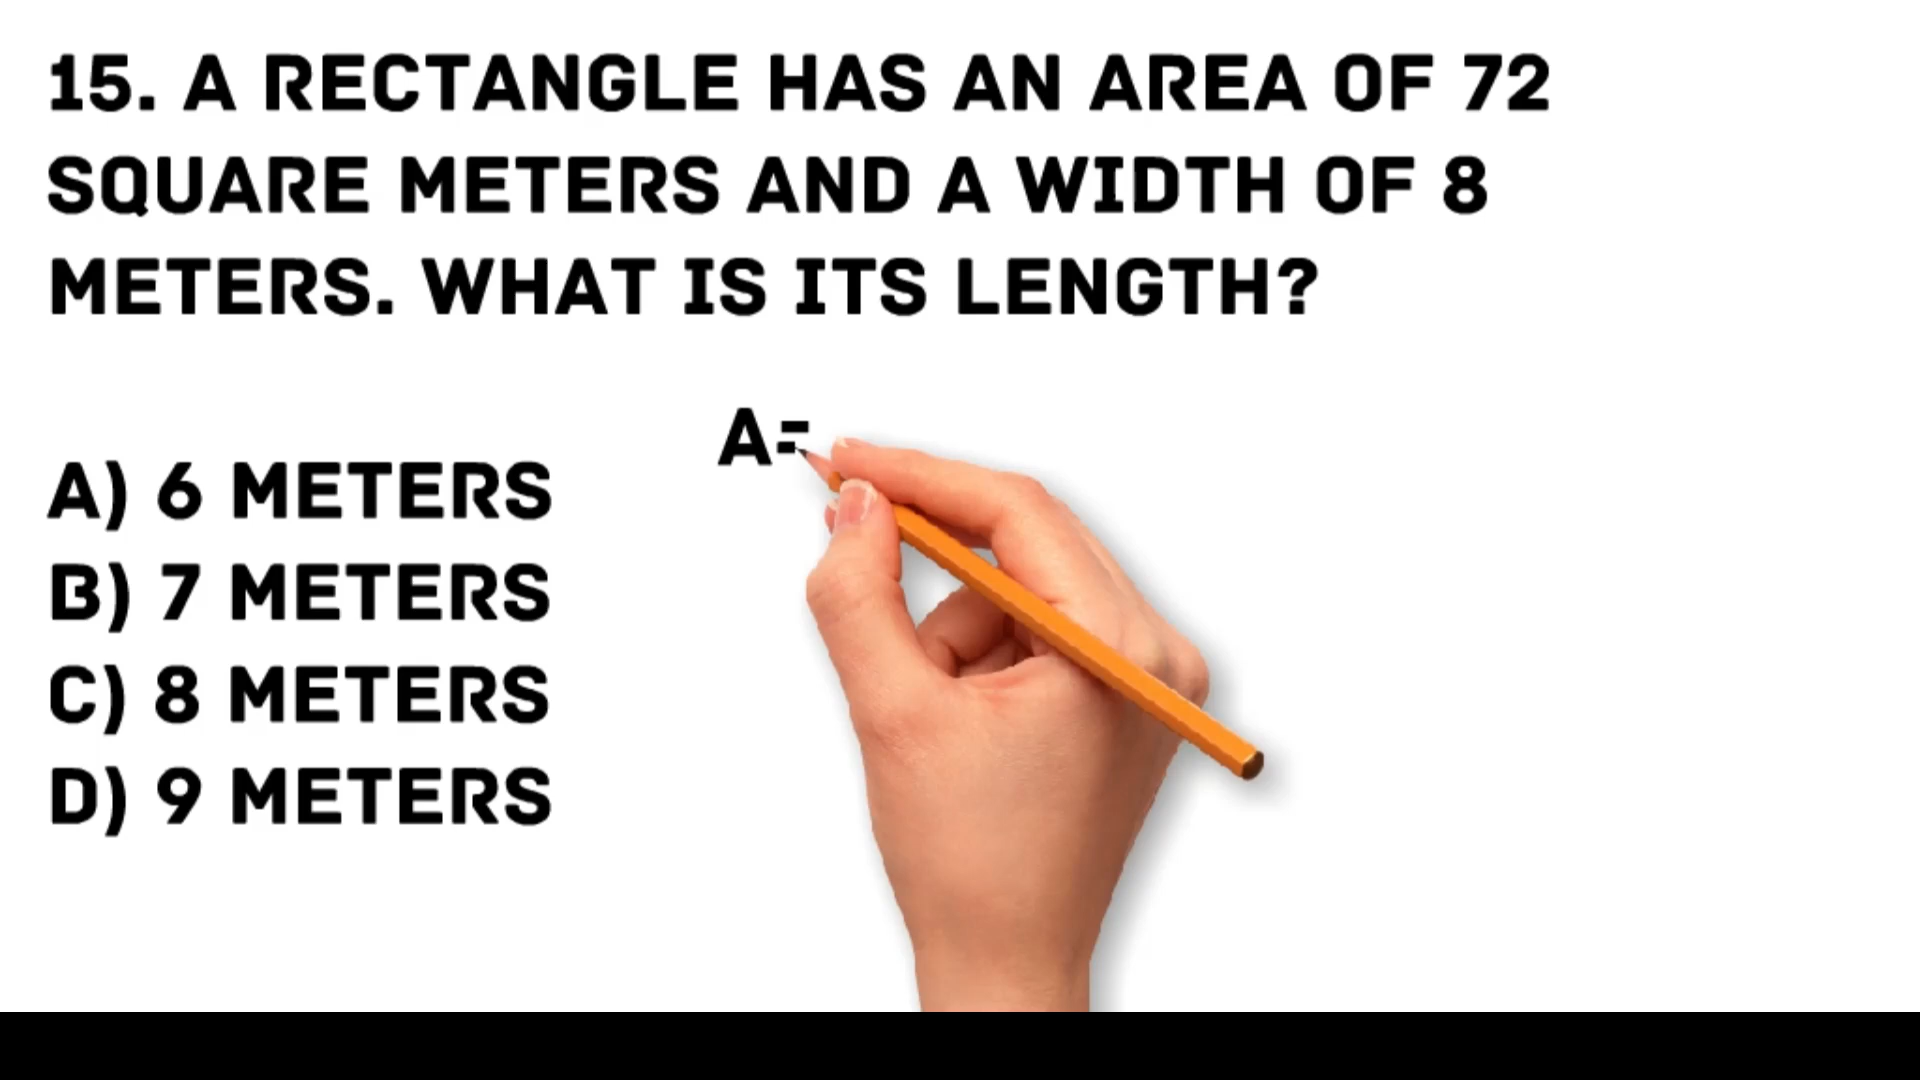 15. A RECTANGLE HAS AN AREA OF 72
SQUARE METERS AND A WIDTH OF 8
METERS. WHAT IS ITS LENGTH?
A=
A) 6 METERS
B) 7 METERS
C) 8 METERS
D) 9 METERS